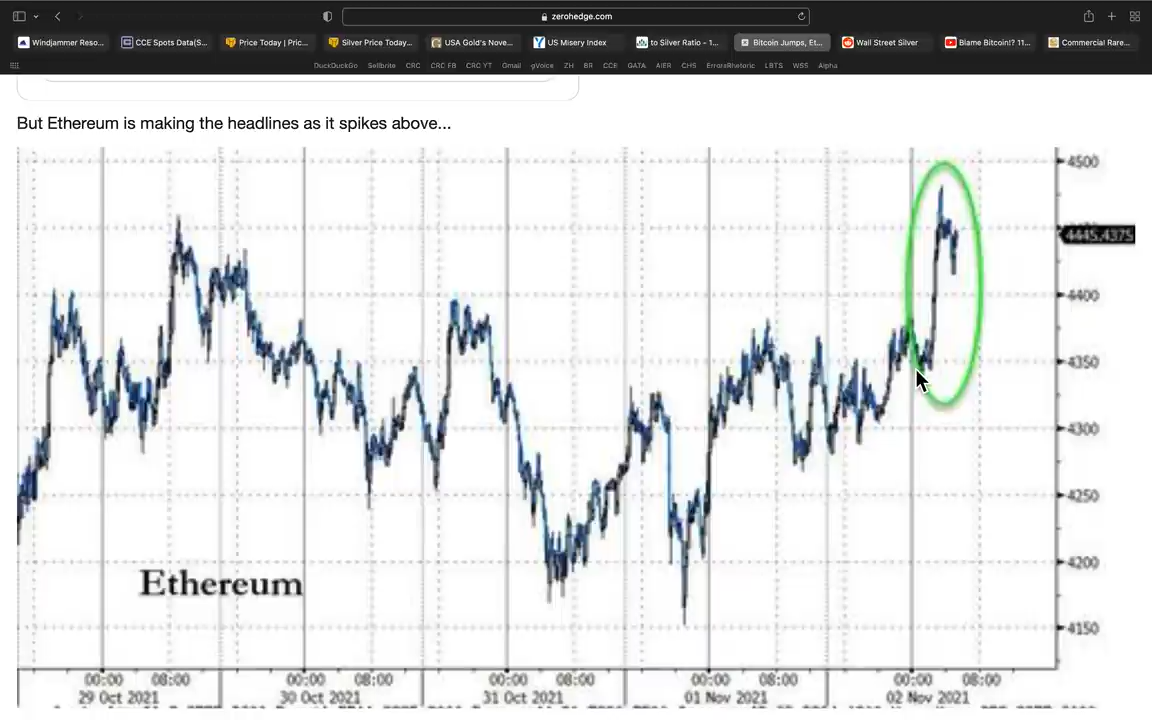 zerohedge.com
Windjammer Reso...
CCE Spots Data(S...
Price Today | Pric...
Silver Price Today...
USA Gold's Nove...
US Misery Index
to Silver Ratio - 1...
Bitcoin Jumps, Et...
Wall Street Silver
Blame Bitcoin!? 11...
Commercial Rare...
DuckDuckGo Sellbrite CRC CRC FB CRC YT Gmail gVoice ZH BR CCE GATA AIER CHS ErrorsRhetoric LBTS WSS Alpha
But Ethereum is making the headlines as it spikes above...
4500
4445.4375
4400
4350
4300
4250
4200
4150
Ethereum
00:00 08:00 00:00 08:00 00:00 08:00 00:00 08:00 00:00 08:00
29 Oct 2021 30 Oct 2021 31 Oct 2021 01 Nov 2021 02 Nov 2021